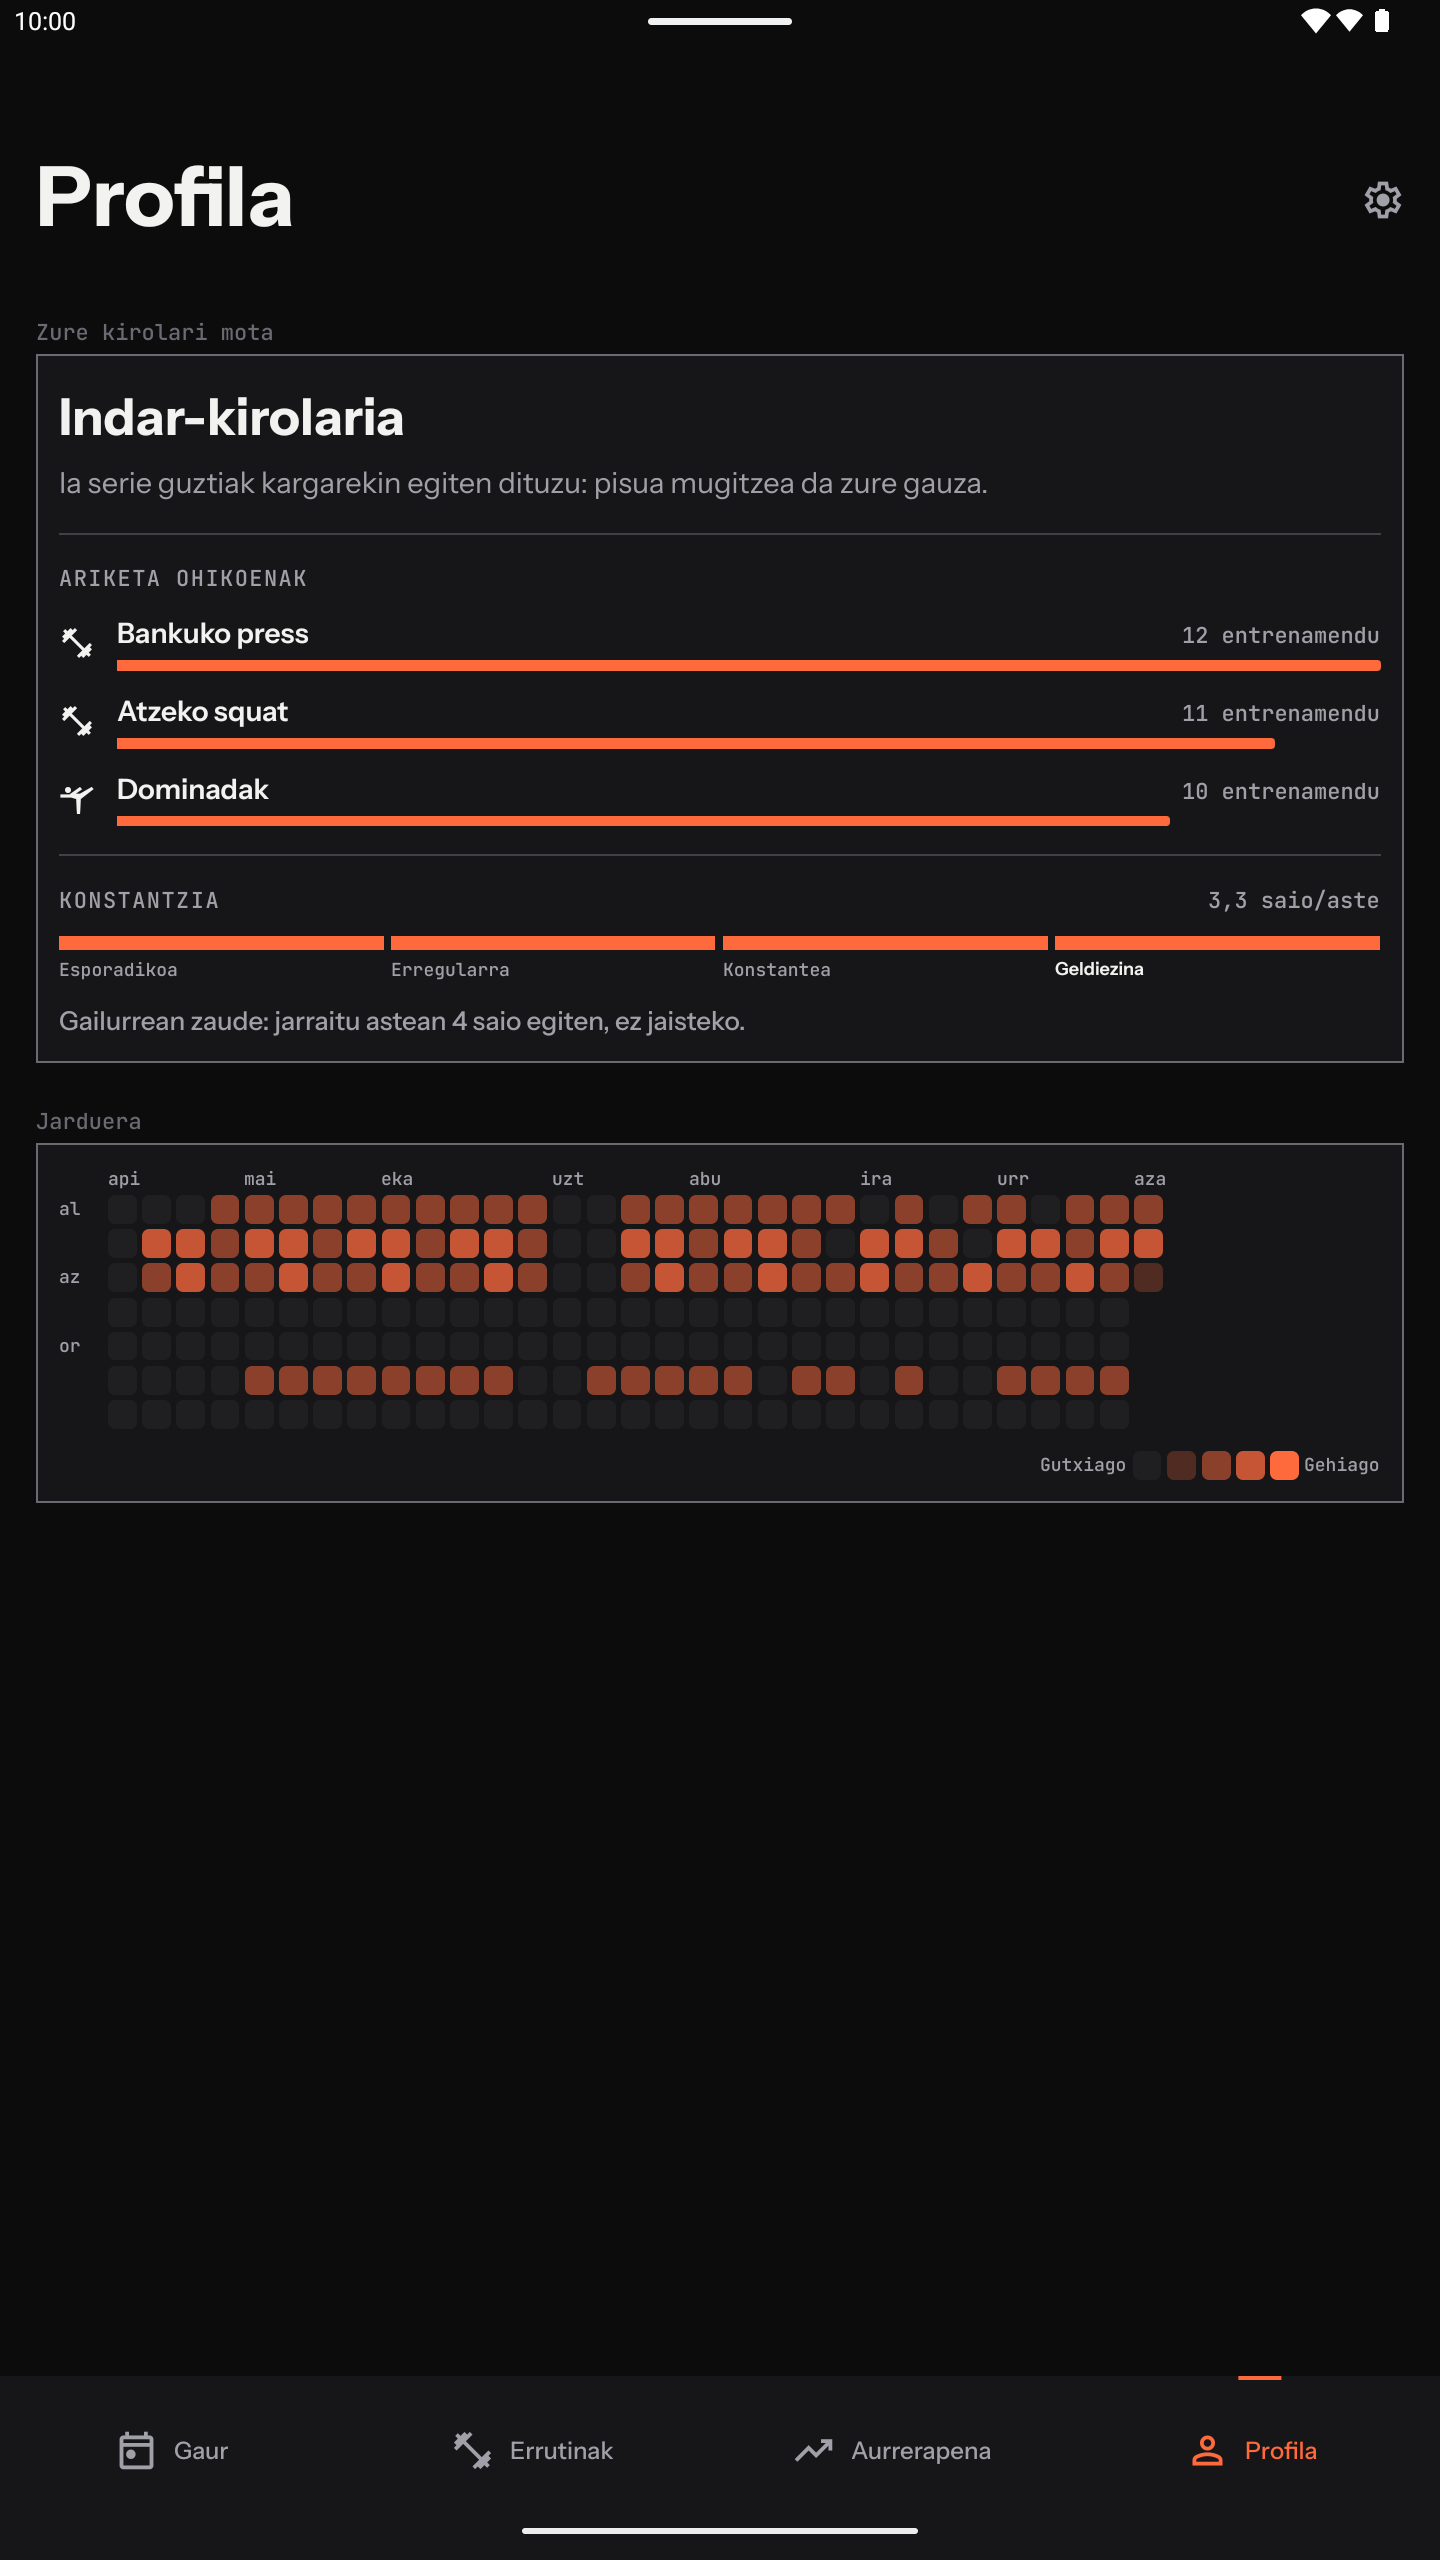 10:00
Profila
Zure kirolari mota
Indar-kirolaria
Ia serie guztiak kargarekin egiten dituzu: pisua mugitzea da zure gauza.
ARIKETA OHIKOENAK
Bankuko press 12 entrenamendu
Atzeko squat 11 entrenamendu
Dominadak 10 entrenamendu
KONSTANTZIA 3,3 saio/aste
Esporadikoa Erregularra Konstantea Geldiezina
Gailurrean zaude: jarraitu astean 4 saio egiten, ez jaisteko.
Jarduera
api mai eka uzt abu ira urr aza
al
az
or
Gutxiago Gehiago
Gaur Errutinak Aurrerapena Profila